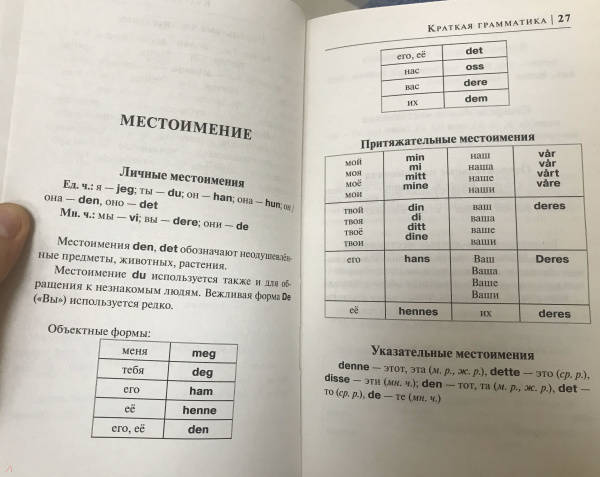 МЕСТОИМЕНИЕ
Личные местоимения
Ед. ч.: я — jeg; ты — du; он — han; она — hun; он /
она — den, оно — det
Мн. ч.: мы — vi; вы — dere; они — de
Местоимения den, det обозначают неодушевлён-
ные предметы, животных, растения.
Местоимение du используется также и для об-
ращения к незнакомым людям. Вежливая форма De
(«Вы») используется редко.
Объектные формы:
меня meg
тебя deg
его ham
её henne
его, её den
Краткая грамматика | 27
его, её det
нас oss
вас dere
их dem
Притяжательные местоимения
мой min наш vår
моя mi наша vår
моё mitt наше vårt
мои mine наши våre
твой din ваш deres
твоя di ваша
твоё ditt ваше
твои dine ваши
его hans Ваш Deres
Ваша
Ваше
Ваши
её hennes их deres
Указательные местоимения
denne — этот, эта (м. р., ж. р.), dette — это (ср. р.),
disse — эти (мн. ч.); den — тот, та (м. р., ж. р.), det —
то (ср. р.), de — те (мн. ч.)